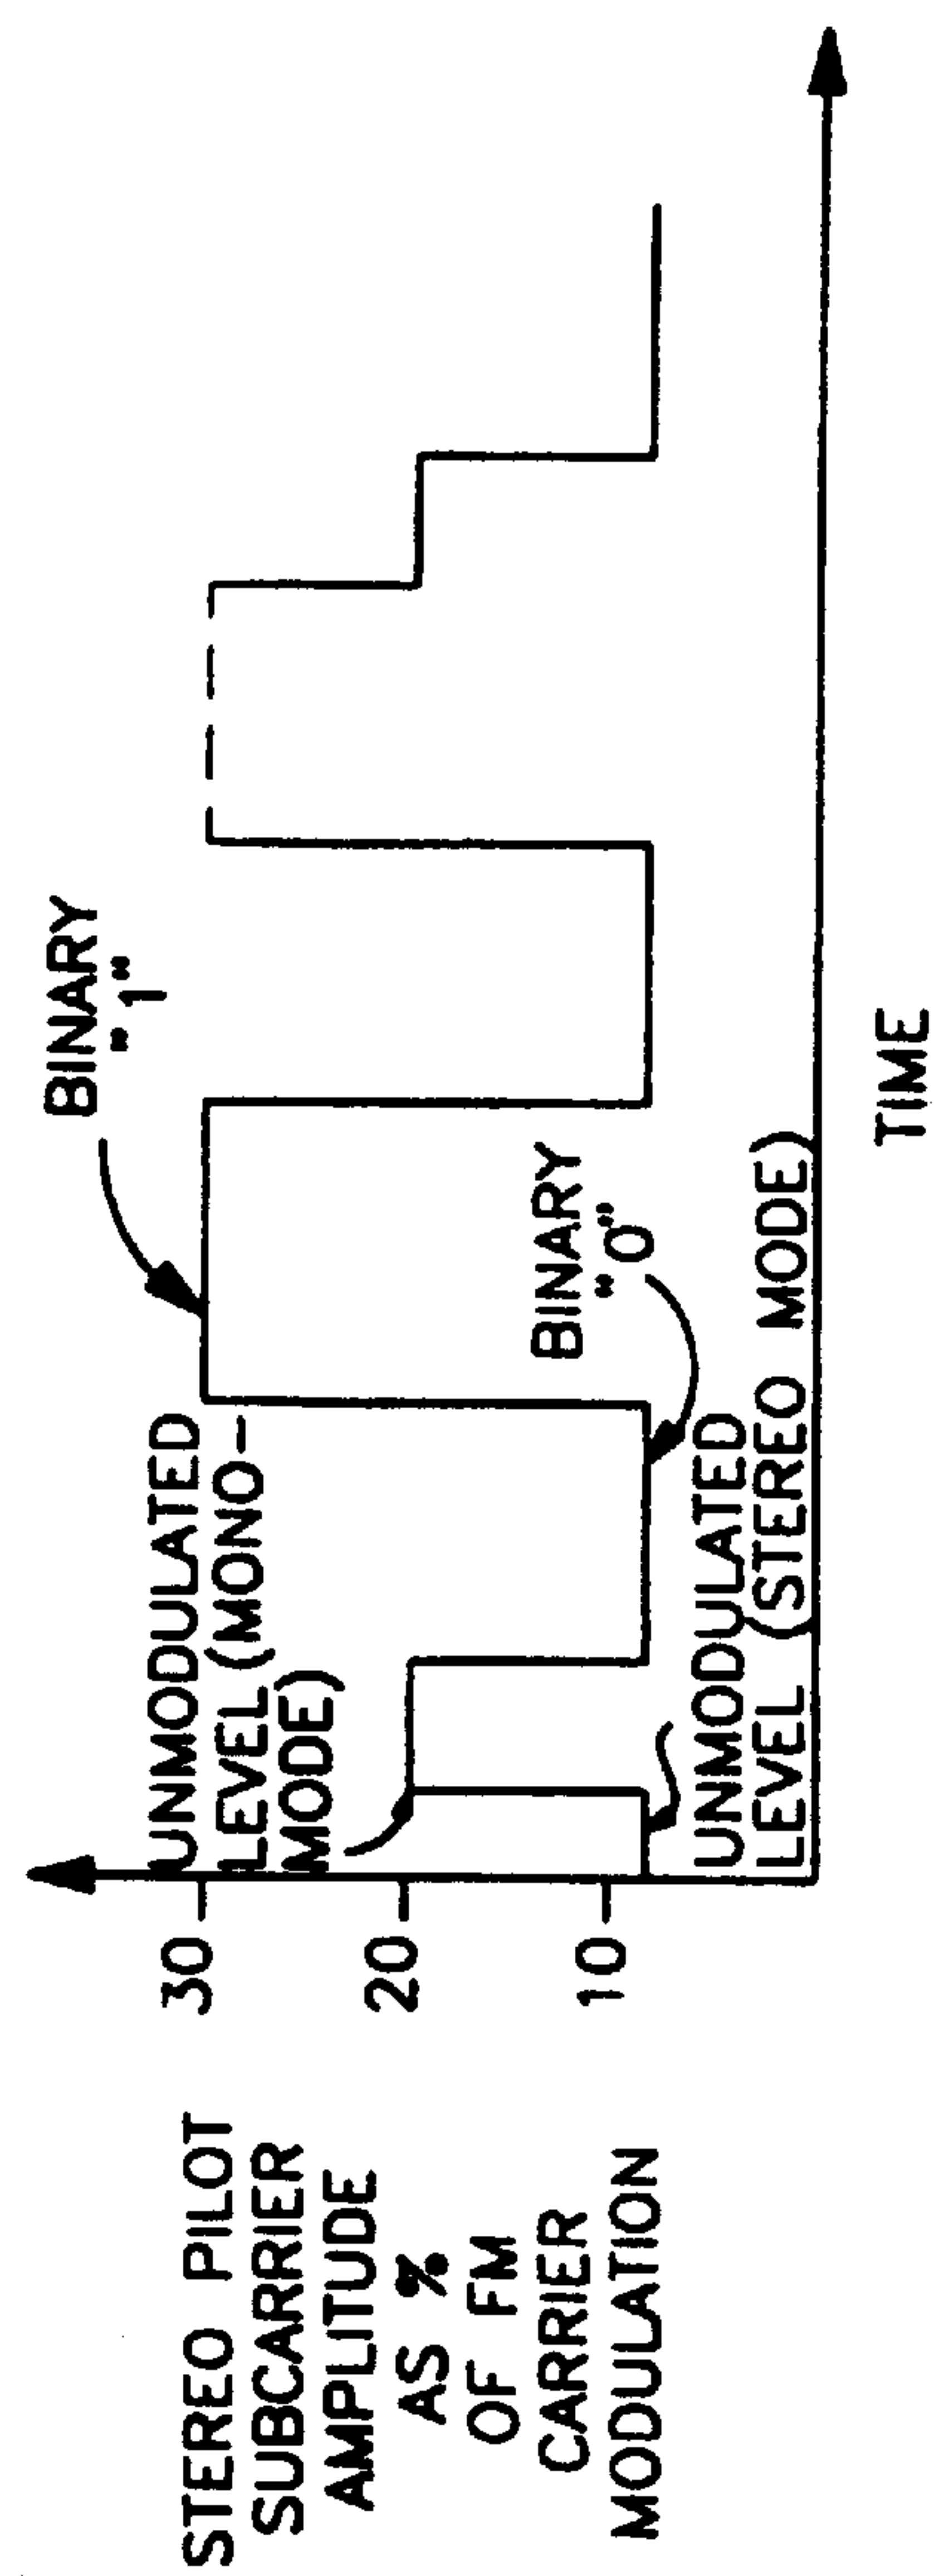 STEREO PILOT
SUBCARRIER
AMPLITUDE
AS %
OF FM
CARRIER
MODULATION
30
20
10
UNMODULATED
LEVEL (MONO-
MODE)
BINARY
"1"
BINARY
"0"
UNMODULATED
LEVEL (STEREO MODE)
TIME